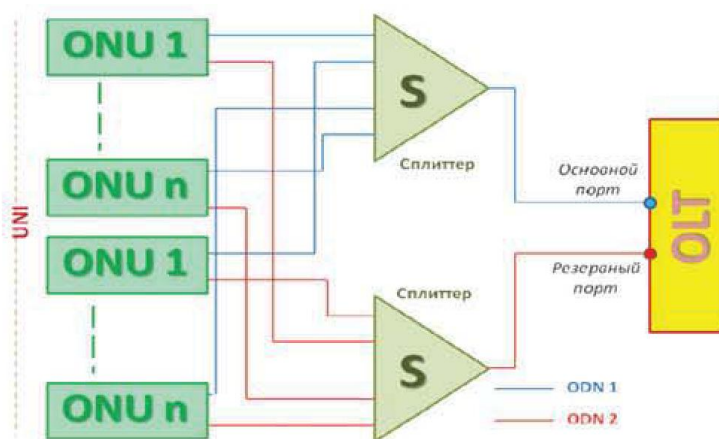 UNI
ONU 1
ONU n
ONU 1
ONU n
S
Сплиттер
Сплиттер
S
Основной
порт
Резервный
порт
OLT
ODN 1
ODN 2